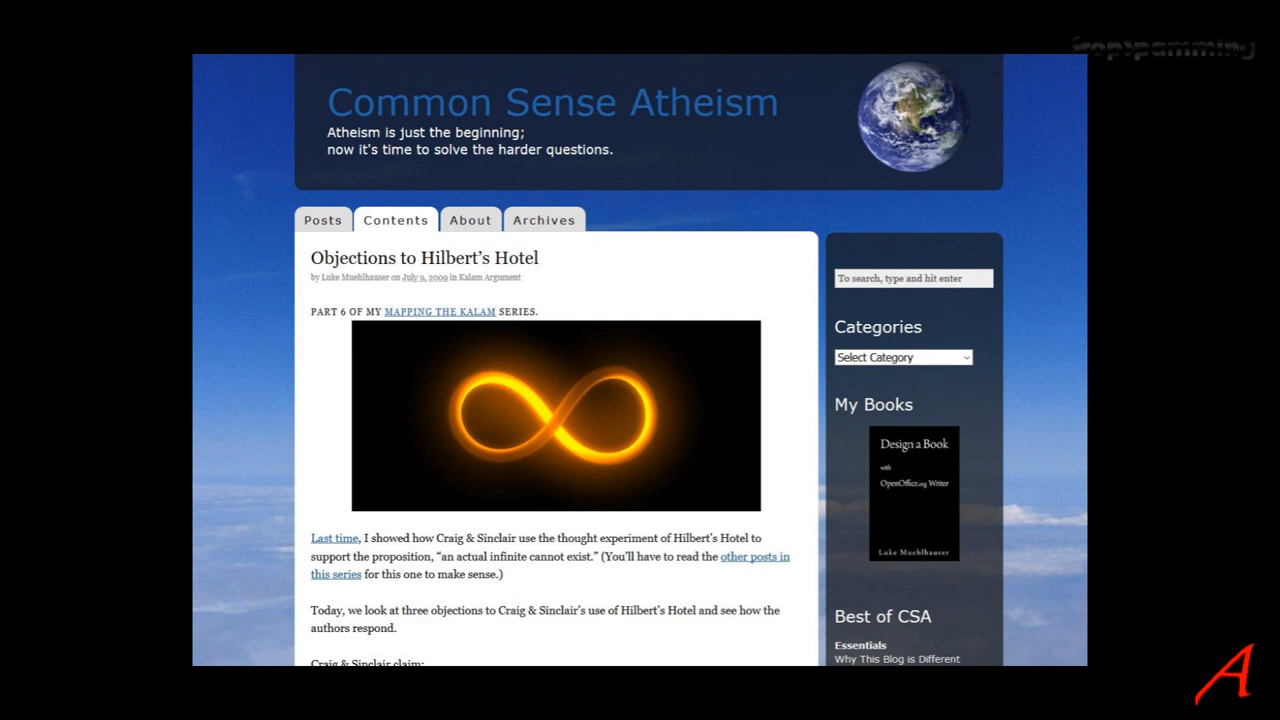 Common Sense Atheism
Atheism is just the beginning;
now it's time to solve the harder questions.
Posts
Contents
About
Archives
Objections to Hilbert's Hotel
by Luke Muehlhauser on July 9, 2009 in Kalam Argument
PART 6 OF MY MAPPING THE KALAM SERIES.
Last time, I showed how Craig & Sinclair use the thought experiment of Hilbert's Hotel to
support the proposition, “an actual infinite cannot exist.” (You'll have to read the other posts in
this series for this one to make sense.)
Today, we look at three objections to Craig & Sinclair's use of Hilbert's Hotel and see how the
authors respond.
Craig & Sinclair claim:
To search, type and hit enter
Categories
Select Category
My Books
Design a Book
with
OpenOffice.org Writer
Luke Muehlhauser
Best of CSA
Essentials
Why This Blog is Different
A